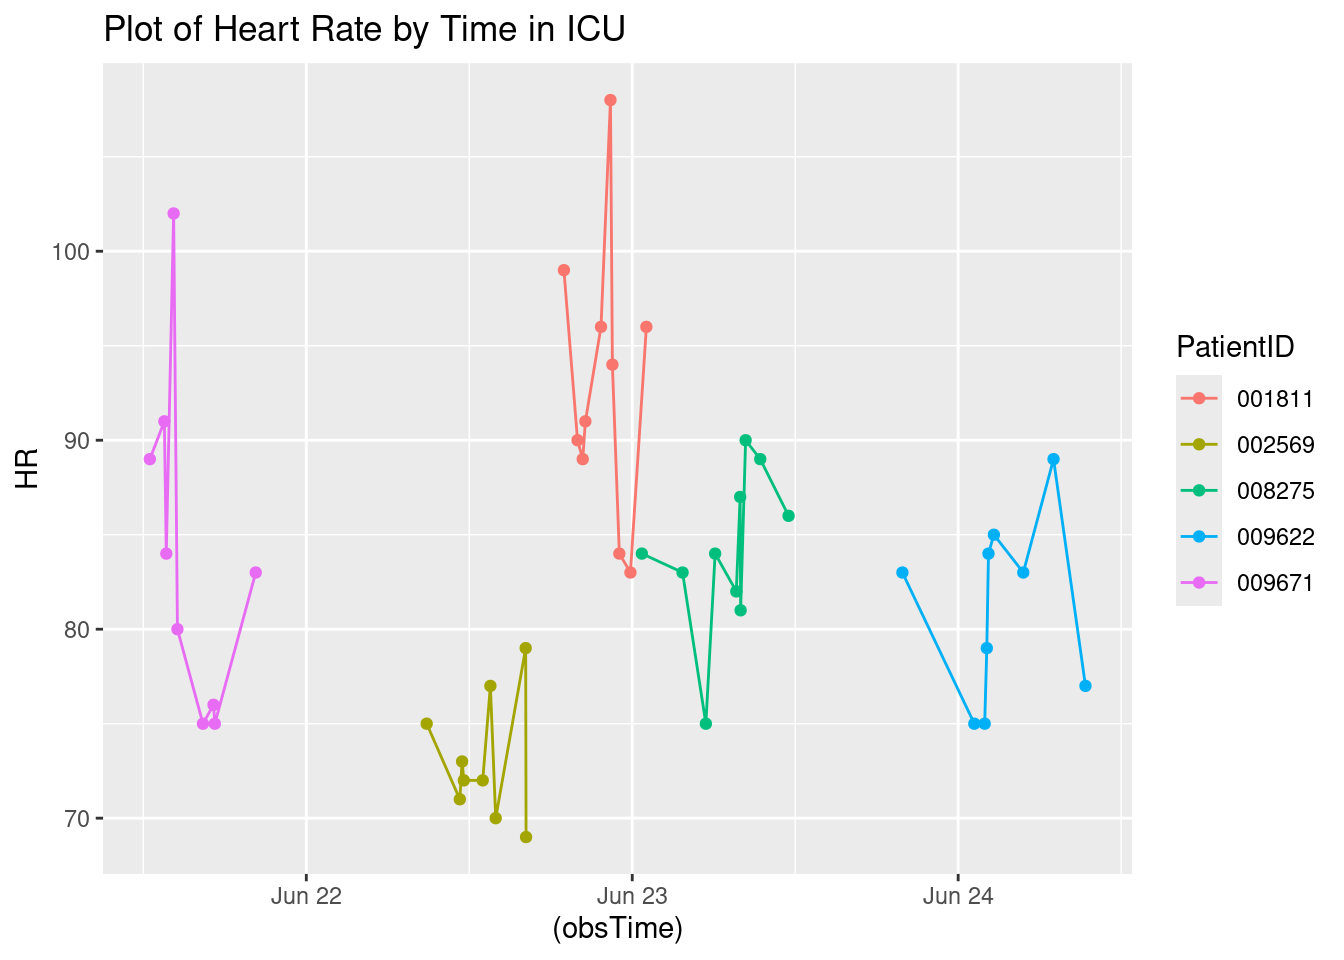 Plot of Heart Rate by Time in ICU
HR
100
90
80
70
Jun 22
Jun 23
Jun 24
(obsTime)
PatientID
001811
002569
008275
009622
009671